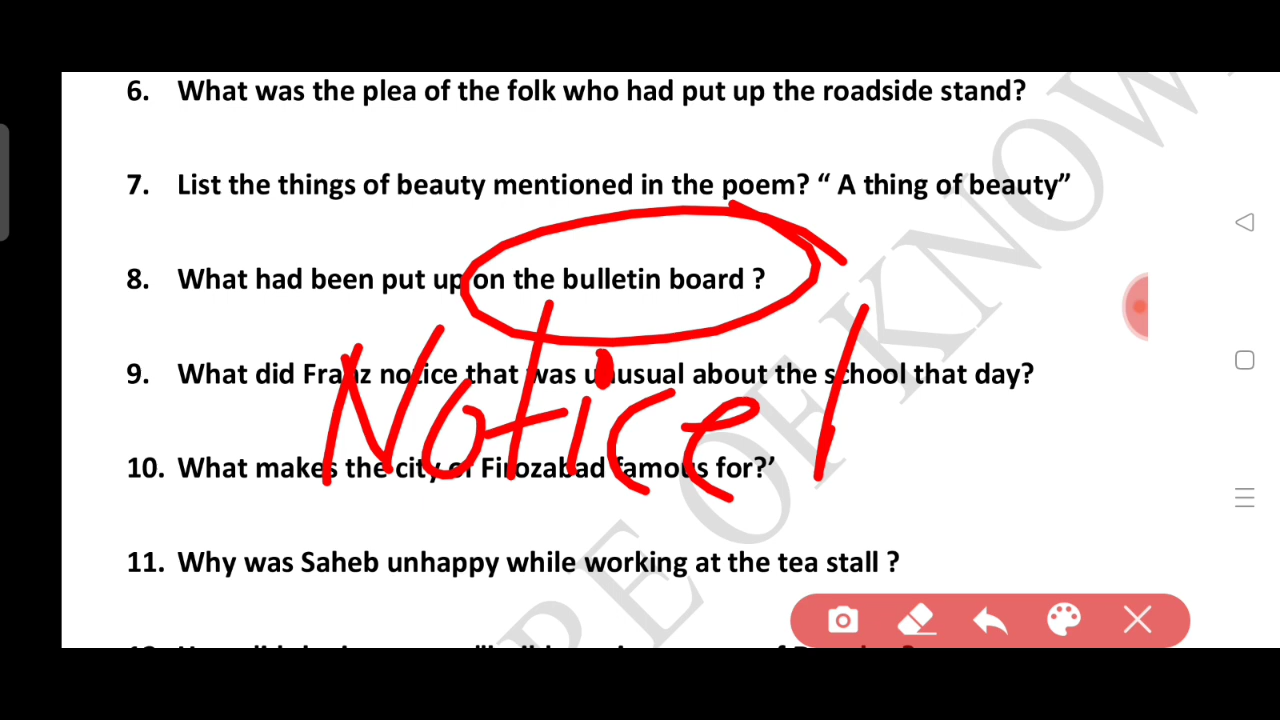 6. What was the plea of the folk who had put up the roadside stand?
7. List the things of beauty mentioned in the poem? “ A thing of beauty”
8. What had been put up on the bulletin board ?
9. What did Franz notice that was unusual about the school that day?
Notice
10. What makes the city of Firozabad famous for?’
11. Why was Saheb unhappy while working at the tea stall ?